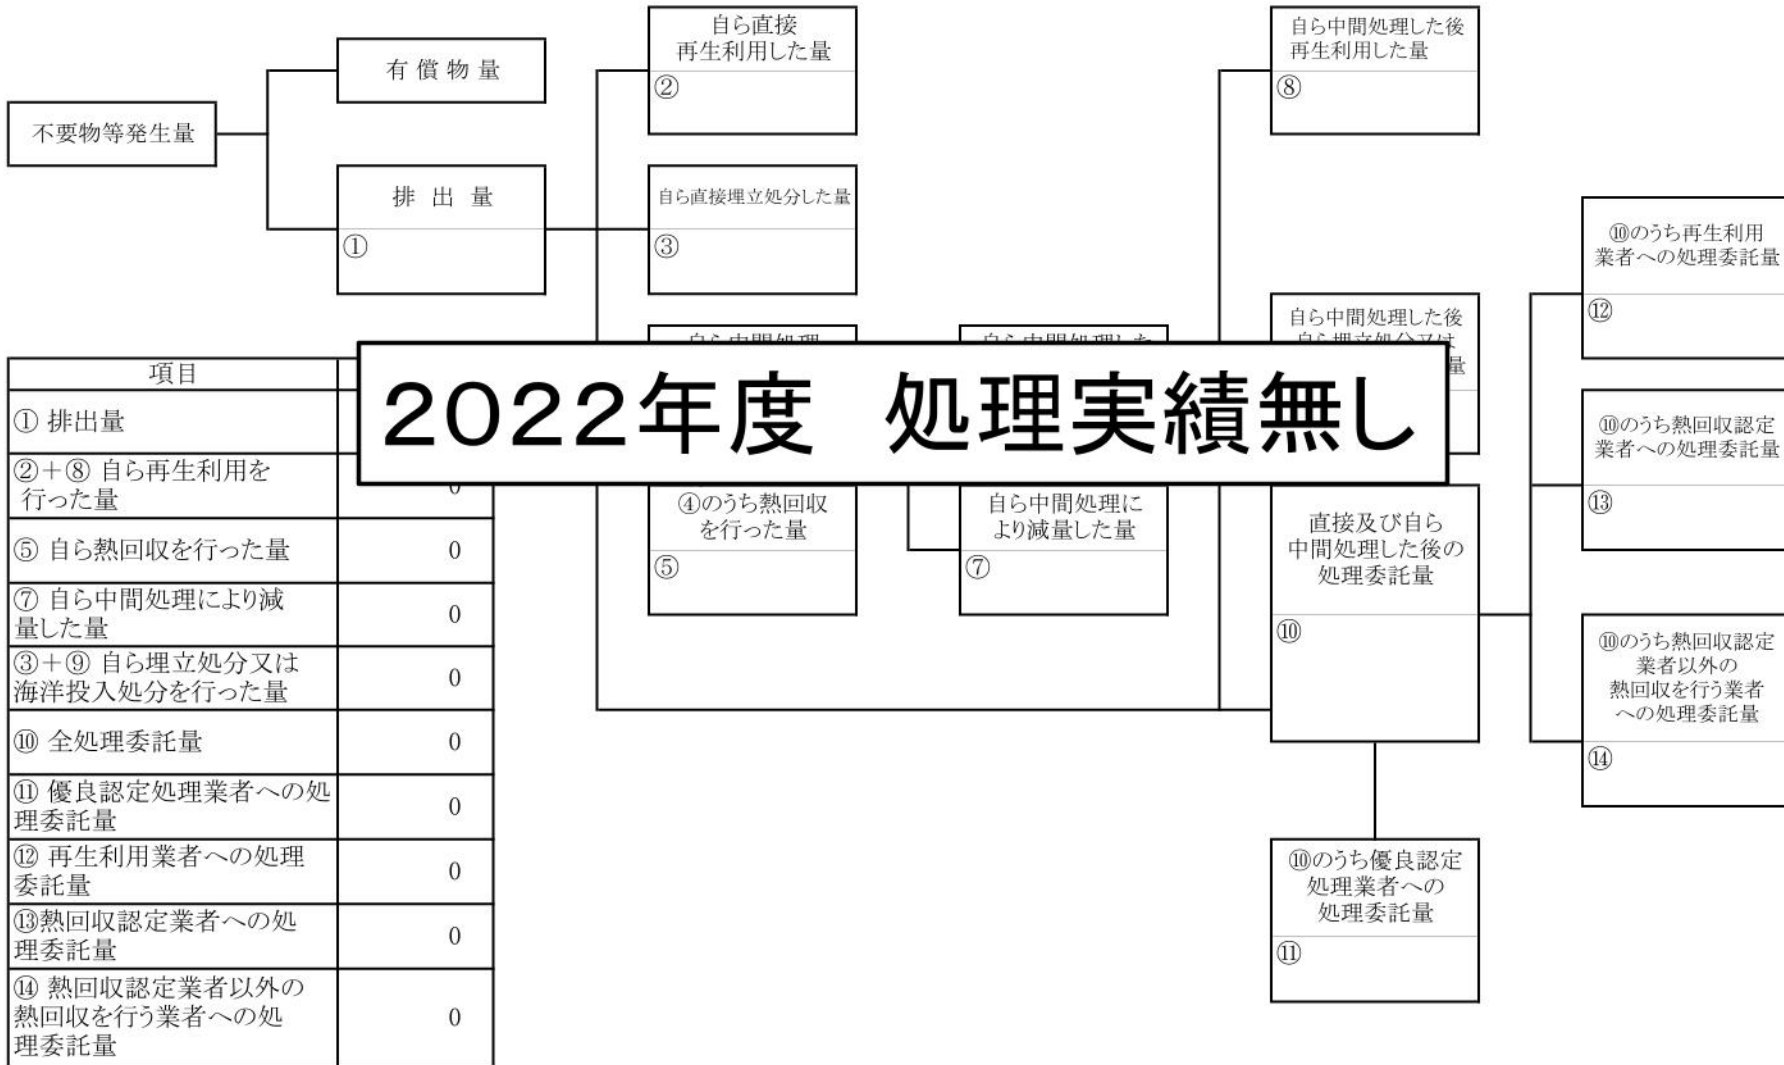 不要物等発生量
有 償 物 量
排 出 量
①
自ら直接
再生利用した量
②
自ら直接埋立処分した量
③
自ら中間処理した後
再生利用した量
⑧
自ら中間処理した後
量
2022年度 処理実績無し
④のうち熱回収
を行った量
⑤
自ら中間処理に
より減量した量
⑦
直接及び自ら
中間処理した後の
処理委託量
⑩
⑩のうち優良認定
処理業者への
処理委託量
⑪
⑩のうち再生利用
業者への処理委託量
⑫
⑩のうち熱回収認定
業者への処理委託量
⑬
⑩のうち熱回収認定
業者以外の
熱回収を行う業者
への処理委託量
⑭
項目
① 排出量
②+⑧ 自ら再生利用を
行った量
⑤ 自ら熱回収を行った量 0
⑦ 自ら中間処理により減
量した量 0
③+⑨ 自ら埋立処分又は
海洋投入処分を行った量 0
⑩ 全処理委託量 0
⑪ 優良認定処理業者への処
理委託量 0
⑫ 再生利用業者への処理
委託量 0
⑬熱回収認定業者への処
理委託量 0
⑭ 熱回収認定業者以外の
熱回収を行う業者への処
理委託量 0